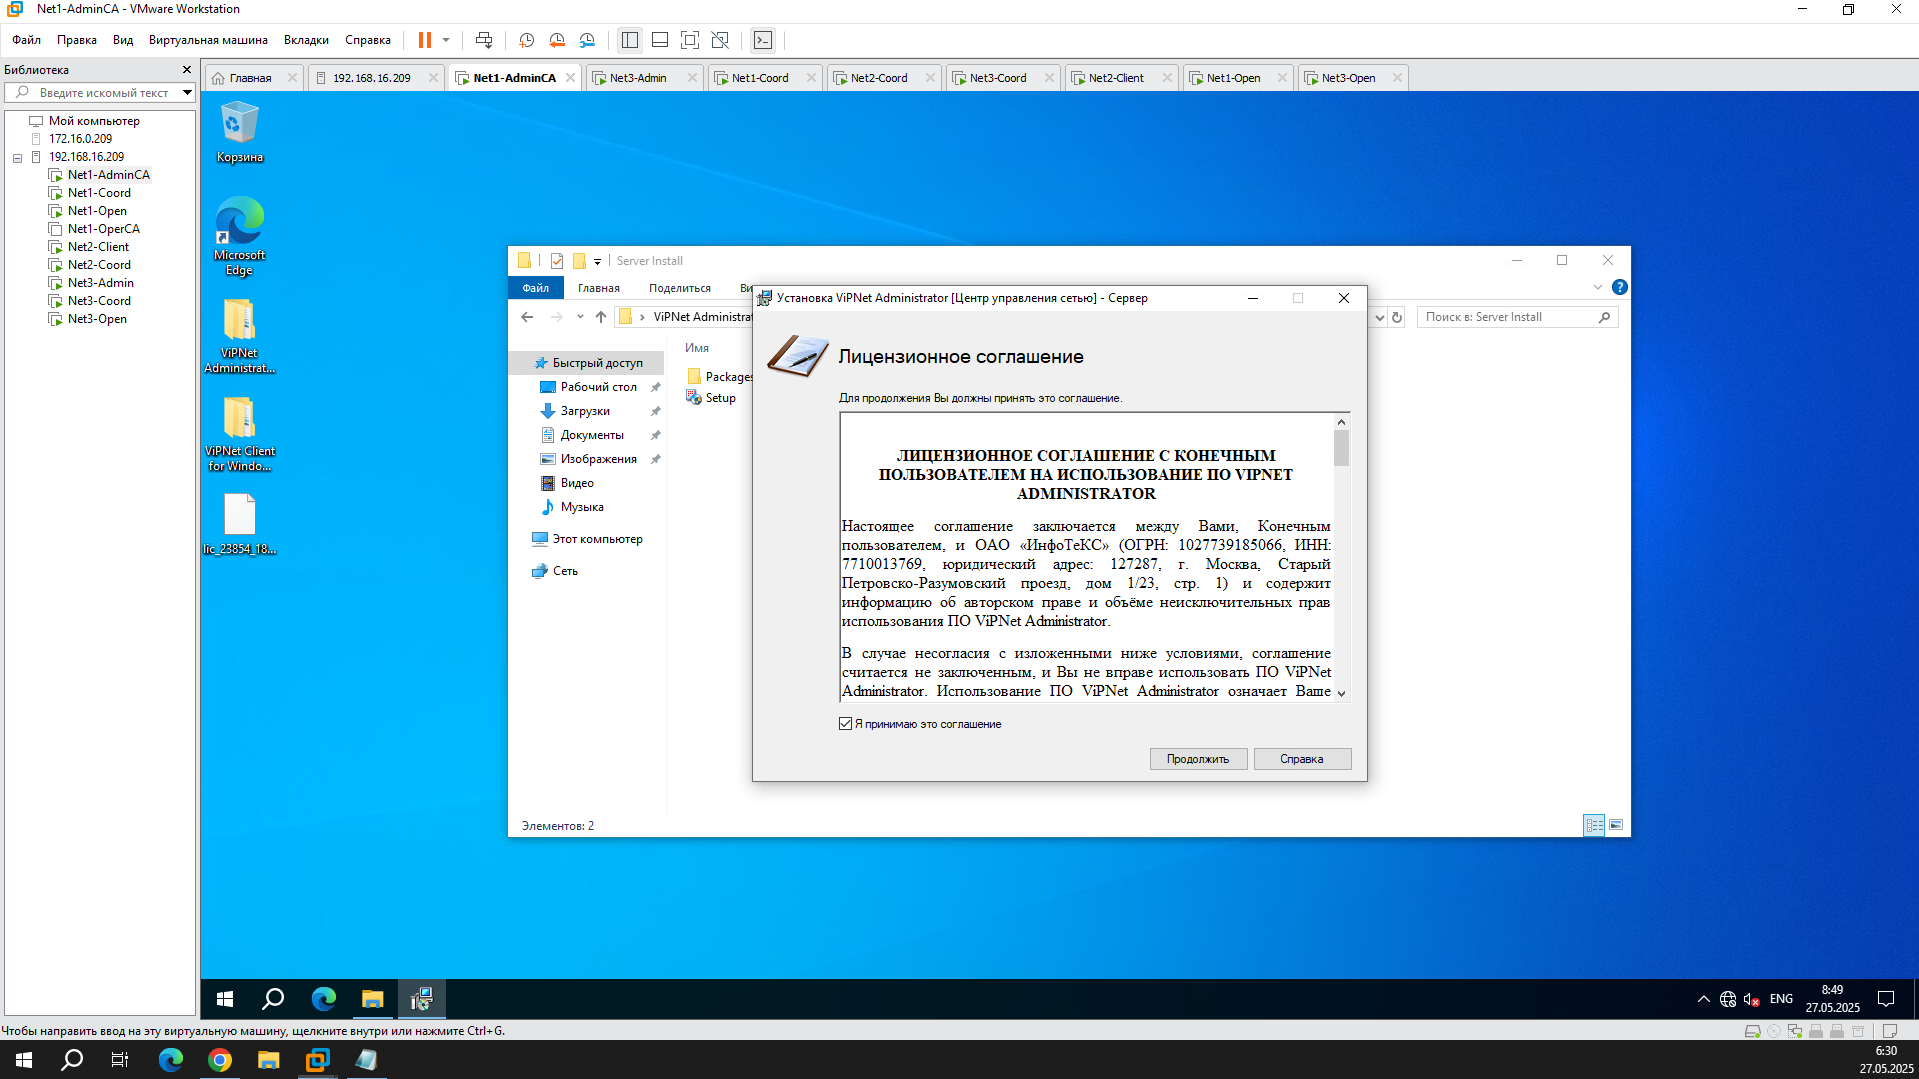 Net1-AdminCA - VMware Workstation
Файл Правка Вид Виртуальная машина Вкладки Справка
Библиотека
Введите искомый текст
Мой компьютер
172.16.0.209
192.168.16.209
Net1-AdminCA
Net1-Coord
Net1-Open
Net1-OperCA
Net2-Client
Net2-Coord
Net3-Admin
Net3-Coord
Net3-Open
Главная 192.168.16.209 Net1-AdminCA Net3-Admin Net1-Coord Net2-Coord Net3-Coord Net2-Client Net1-Open Net3-Open
Корзина
Microsoft
Edge
ViPNet
Administrat...
ViPNet Client
for Windo...
lic_23854_18...
Server Install
Файл Главная Поделиться Ви
ViPNet Administrat
Поиск в: Server Install
Быстрый доступ
Рабочий стол
Загрузки
Документы
Изображения
Видео
Музыка
Этот компьютер
Сеть
Имя
Packages
Setup
Элементов: 2
Установка ViPNet Administrator [Центр управления сетью] - Сервер
Лицензионное соглашение
Для продолжения Вы должны принять это соглашение.
ЛИЦЕНЗИОННОЕ СОГЛАШЕНИЕ С КОНЕЧНЫМ
ПОЛЬЗОВАТЕЛЕМ НА ИСПОЛЬЗОВАНИЕ ПО VIPNET
ADMINISTRATOR
Настоящее соглашение заключается между Вами, Конечным
пользователем, и ОАО «ИнфоТеКС» (ОГРН: 1027739185066, ИНН:
7710013769, юридический адрес: 127287, г. Москва, Старый
Петровско-Разумовский проезд, дом 1/23, стр. 1) и содержит
информацию об авторском праве и объёме неисключительных прав
использования ПО ViPNet Administrator.
В случае несогласия с изложенными ниже условиями, соглашение
считается не заключенным, и Вы не вправе использовать ПО ViPNet
Administrator. Использование ПО ViPNet Administrator означает Ваше
Я принимаю это соглашение
Продолжить Справка
ENG
8:49
27.05.2025
Чтобы направить ввод на эту виртуальную машину, щелкните внутри или нажмите Ctrl+G.
6:30
27.05.2025